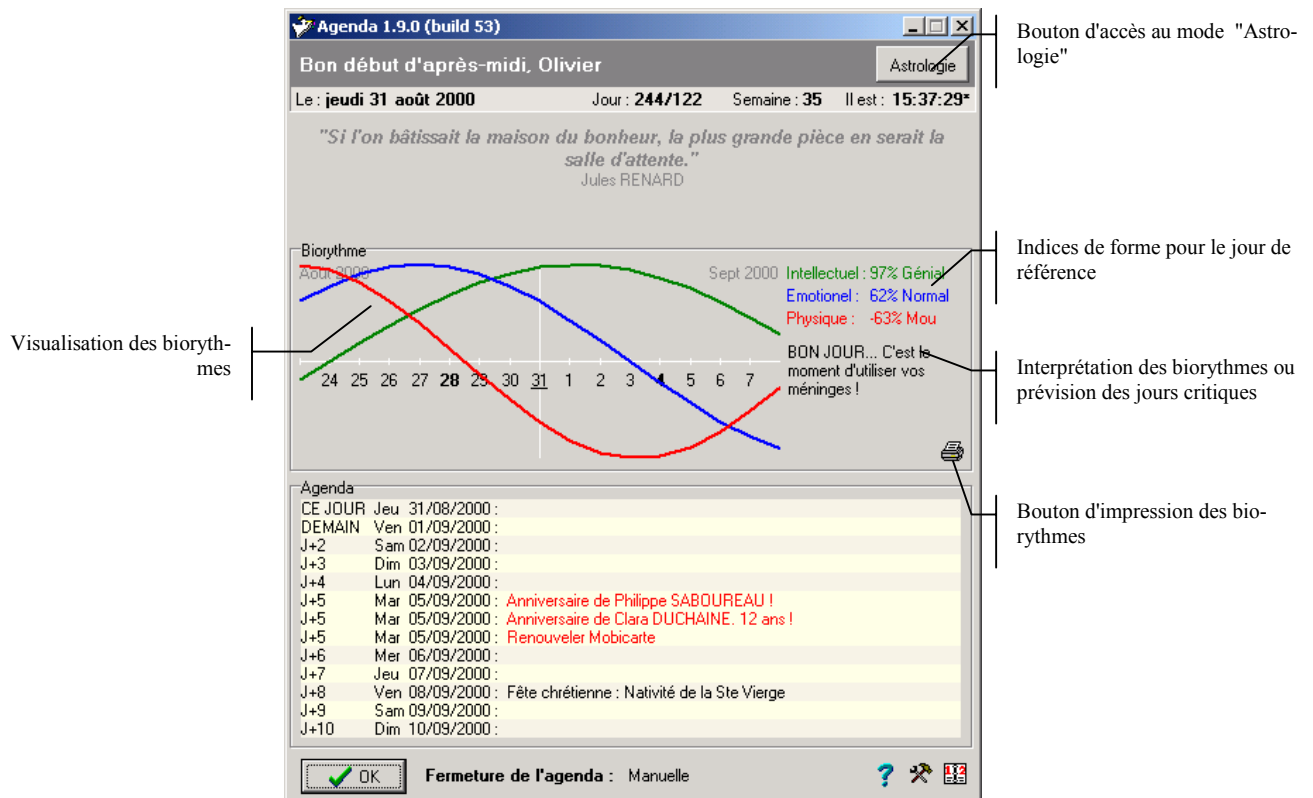 Agenda 1.9.0 (build 53)
Bon début d'après-midi, Olivier
Astrologie
Le : jeudi 31 août 2000 Jour : 244/122 Semaine : 35 Il est : 15:37:29*
"Si l'on bâtissait la maison du bonheur, la plus grande pièce en serait la
salle d'attente."
Jules RENARD
Biorythme
Août 2000 Sept 2000
Intellectuel : 97% Génial
Emotionel : 62% Normal
Physique : -63% Mou
BON JOUR... C'est le
moment d'utiliser vos
méninges !
24 25 26 27 28 29 30 31 1 2 3 4 5 6 7
Agenda
CE JOUR Jeu 31/08/2000 :
DEMAIN Ven 01/09/2000 :
J+2 Sam 02/09/2000 :
J+3 Dim 03/09/2000 :
J+4 Lun 04/09/2000 :
J+5 Mar 05/09/2000 : Anniversaire de Philippe SABOUREAU !
J+5 Mar 05/09/2000 : Anniversaire de Clara DUCHAINE. 12 ans !
J+5 Mar 05/09/2000 : Renouveler Mobicarte
J+6 Mer 06/09/2000 :
J+7 Jeu 07/09/2000 :
J+8 Ven 08/09/2000 : Fête chrétienne : Nativité de la Ste Vierge
J+9 Sam 09/09/2000 :
J+10 Dim 10/09/2000 :
OK Fermeture de l'agenda : Manuelle
Visualisation des bioryth-
mes
Bouton d'accès au mode "Astro-
logie"
Indices de forme pour le jour de
référence
Interprétation des biorythmes ou
prévision des jours critiques
Bouton d'impression des bio-
rythmes